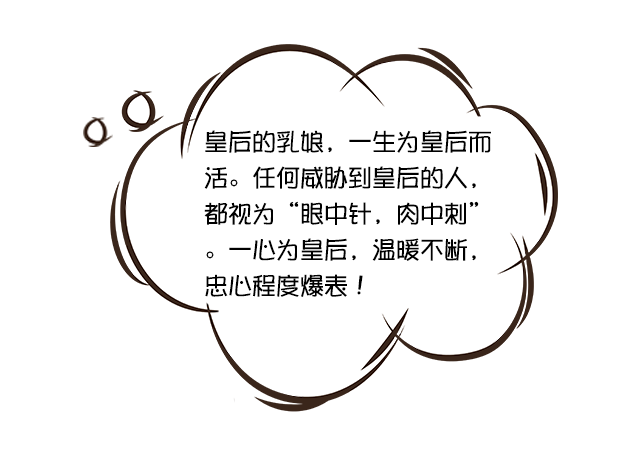 皇后的乳娘，一生为皇后而
活。任何威胁到皇后的人，
都视为“眼中针，肉中刺”
。一心为皇后，温暖不断，
忠心程度爆表！